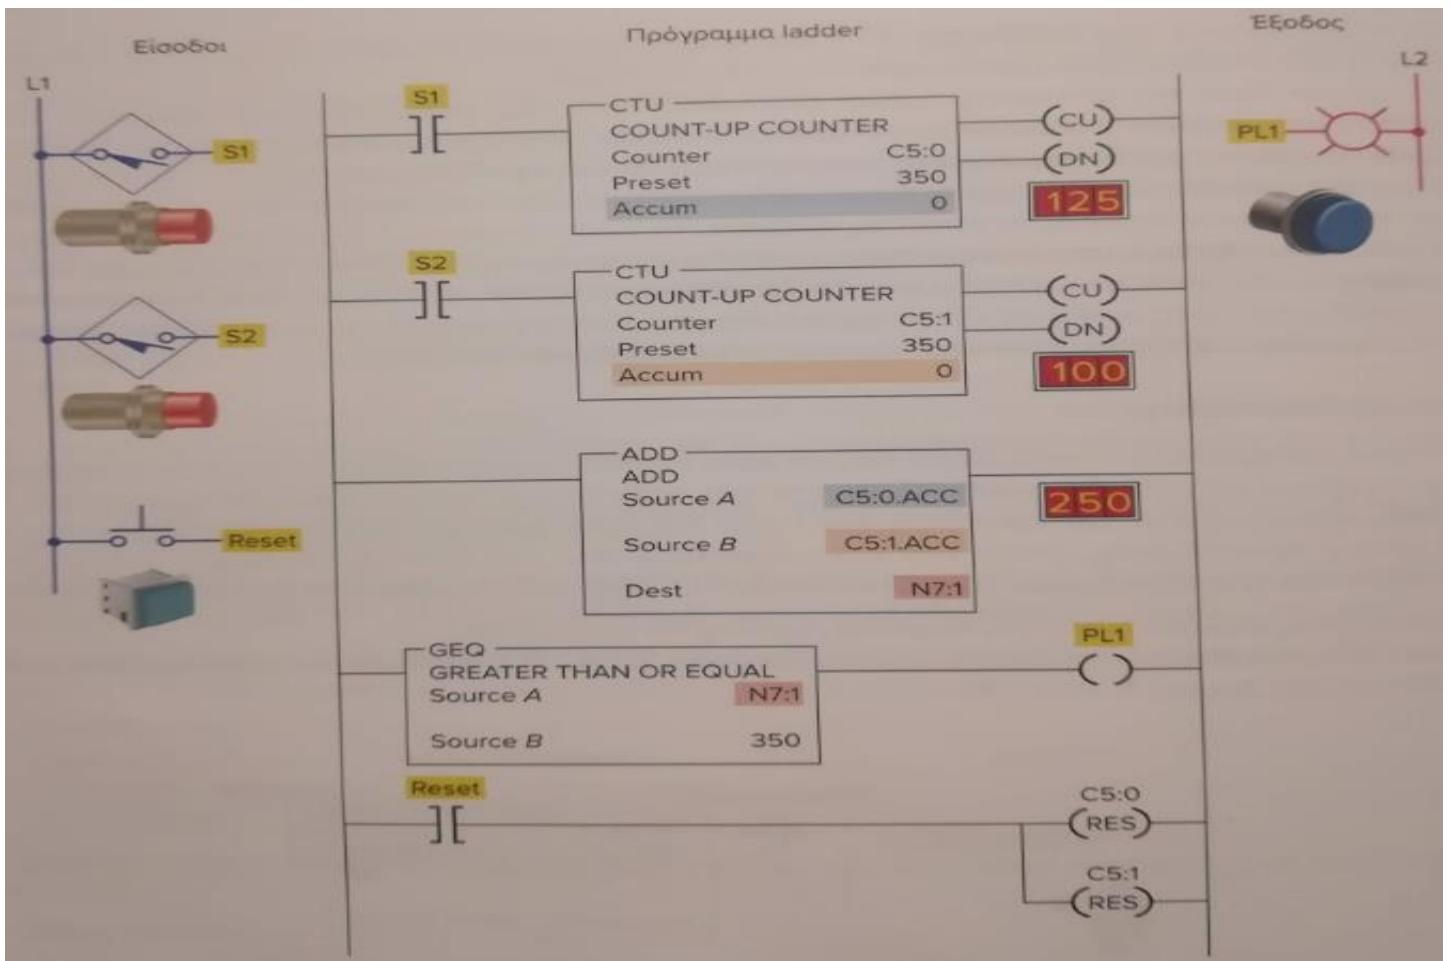 Είσοδοι
Πρόγραμμα ladder
Έξοδος
L1
L2
S1
CTU
COUNT-UP COUNTER
Counter C5:0
Preset 350
Accum 0
CU
DN
125
PL1
S1
S2
CTU
COUNT-UP COUNTER
Counter C5:1
Preset 350
Accum 0
CU
DN
100
S2
ADD
ADD
Source A C5:0.ACC
Source B C5:1.ACC
Dest N7:1
250
Reset
GEQ
GREATER THAN OR EQUAL
Source A N7:1
Source B 350
PL1
Reset
C5:0
RES
C5:1
RES